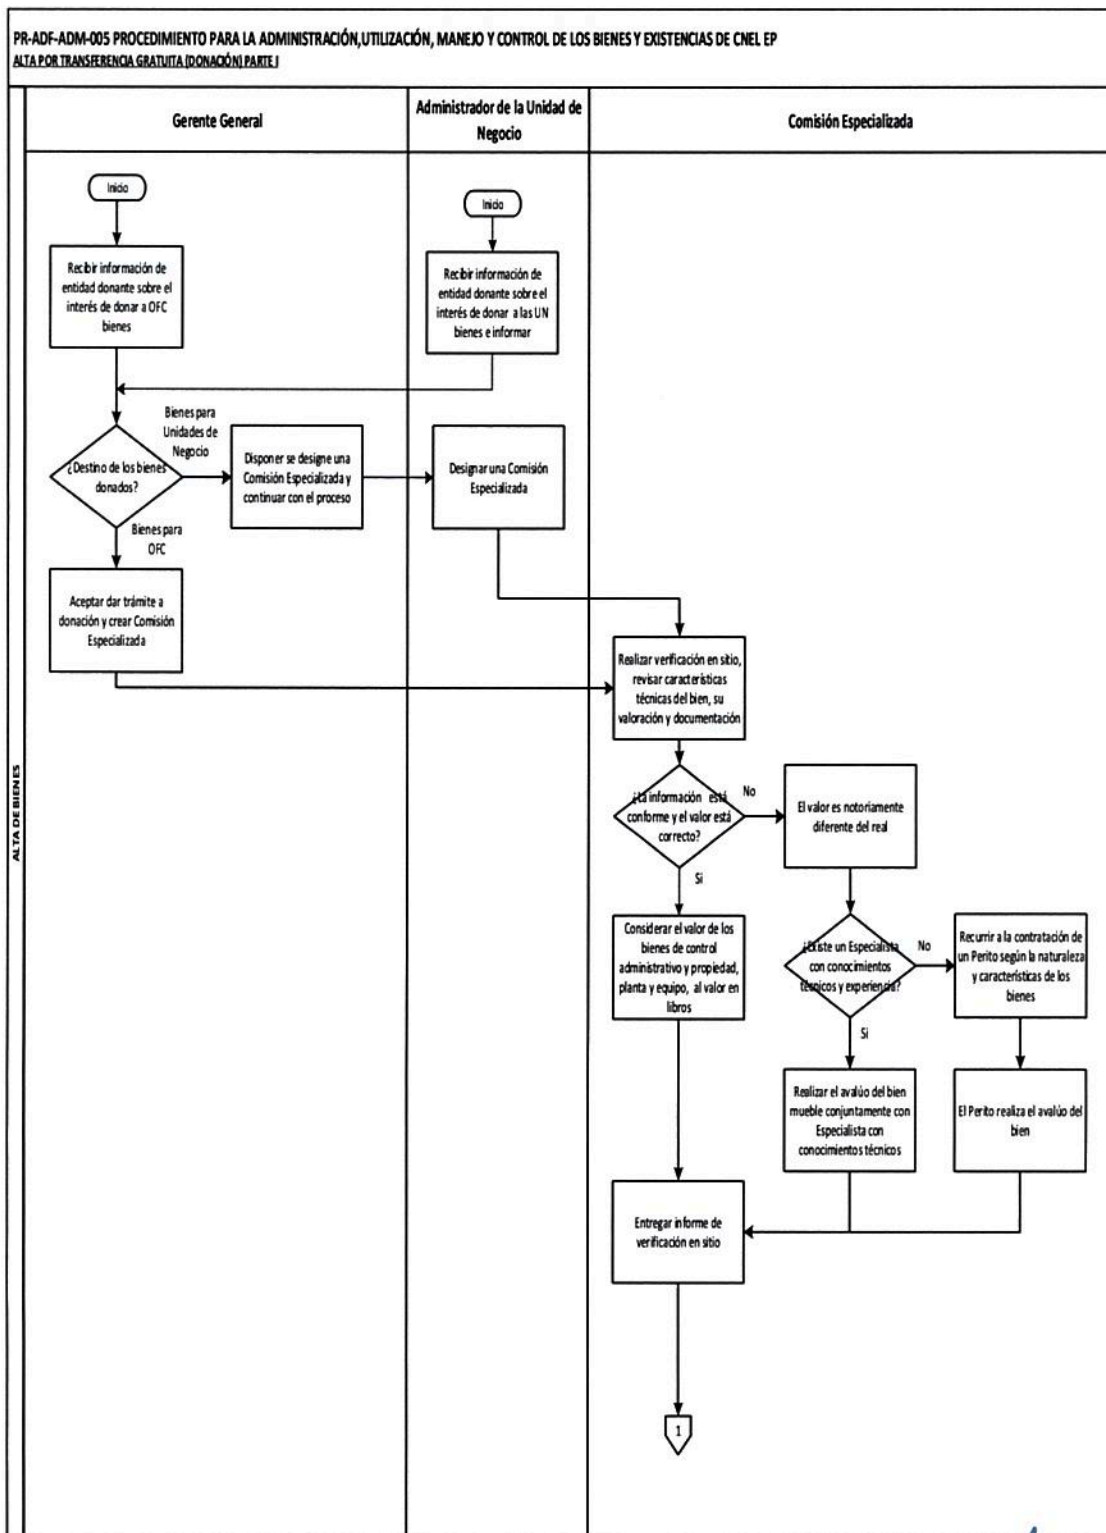 PR-ADF-ADM-005 PROCEDIMIENTO PARA LA ADMINISTRACIÓN,UTILIZACIÓN, MANEJO Y CONTROL DE LOS BIENES Y EXISTENCIAS DE CNEL EP
ALTA POR TRANSFERENCIA GRATUITA (DONACIÓN) PARTE I
Gerente General
Administrador de la Unidad de
Negocio
Comisión Especializada
ALTA DE BIENES
Inicio
Inicio
Recibir información de
entidad donante sobre el
interés de donar a OFC
bienes
Recibir información de
entidad donante sobre el
interés de donar a las UN
bienes e informar
¿Destino de los bienes
donados?
Bienes para
Unidades de
Negocio
Disponer se designe una
Comisión Especializada y
continuar con el proceso
Designar una Comisión
Especializada
Bienes para
OFC
Aceptar dar trámite a
donación y crear Comisión
Especializada
Realizar verificación en sitio,
revisar características
técnicas del bien, su
valoración y documentación
¿La información está
conforme y el valor está
correcto?
No
El valor es notoriamente
diferente del real
Si
Considerar el valor de los
bienes de control
administrativo y propiedad,
planta y equipo, al valor en
libros
¿Existe un Especialista
con conocimientos
técnicos y experiencia?
No
Recurrir a la contratación de
un Perito según la naturaleza
y características de los
bienes
Si
Realizar el avalúo del bien
mueble conjuntamente con
Especialista con
conocimientos técnicos
El Perito realiza el avalúo del
bien
Entregar informe de
verificación en sitio
1